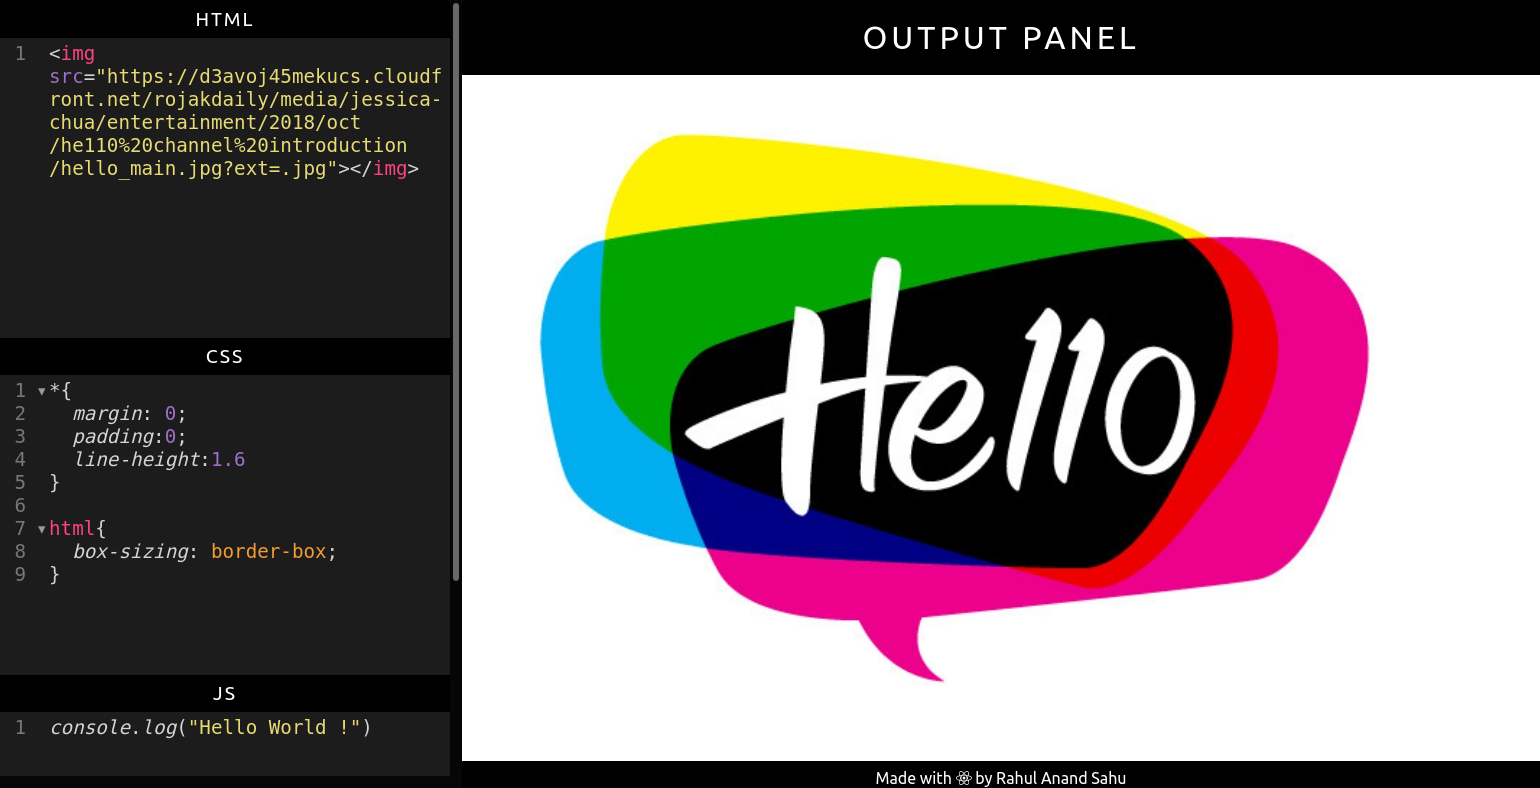 HTML
1 <img
src="https://d3avoj45mekucs.cloudf
ront.net/rojakdaily/media/jessica-
chua/entertainment/2018/oct
/he110%20channel%20introduction
/hello_main.jpg?ext=.jpg"></img>
CSS
1 ▾ *{
2 margin: 0;
3 padding:0;
4 line-height:1.6
5 }
6
7 ▾ html{
8 box-sizing: border-box;
9 }
JS
1 console.log("Hello World !")
OUTPUT PANEL
He110
Made with ⚛ by Rahul Anand Sahu